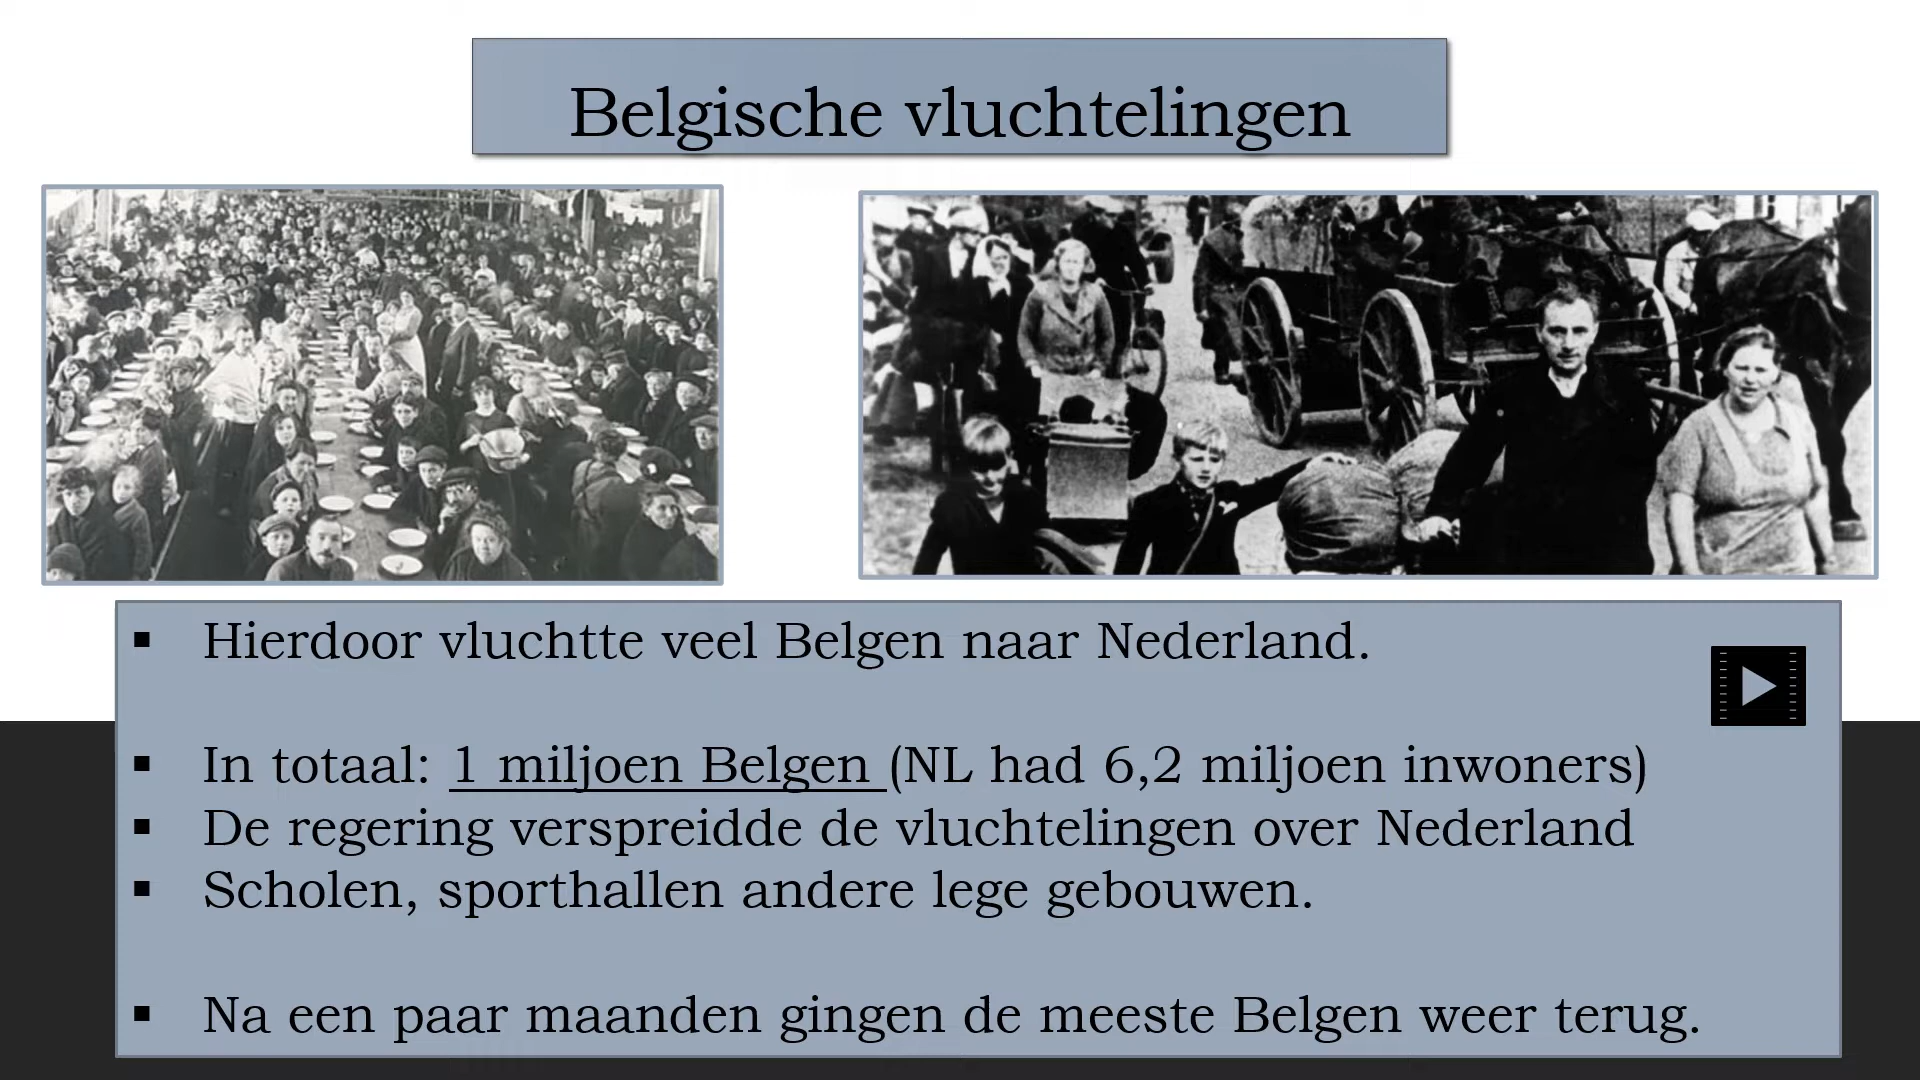 Belgische vluchtelingen
▪ Hierdoor vluchtte veel Belgen naar Nederland.
▪ In totaal: 1 miljoen Belgen (NL had 6,2 miljoen inwoners)
▪ De regering verspreidde de vluchtelingen over Nederland
▪ Scholen, sporthallen andere lege gebouwen.
▪ Na een paar maanden gingen de meeste Belgen weer terug.